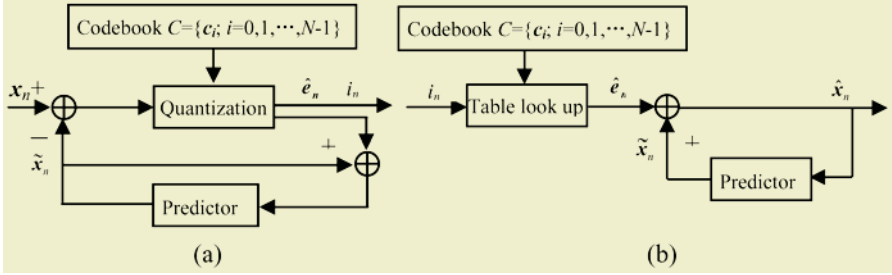 Codebook C={cᵢ; i=0,1,⋯,N-1}
xₙ+
Quantization
êₙ iₙ
−
x̃ₙ
+
Predictor
(a)
Codebook C={cᵢ; i=0,1,⋯,N-1}
iₙ
Table look up
êₙ
x̂ₙ
x̃ₙ
+
Predictor
(b)